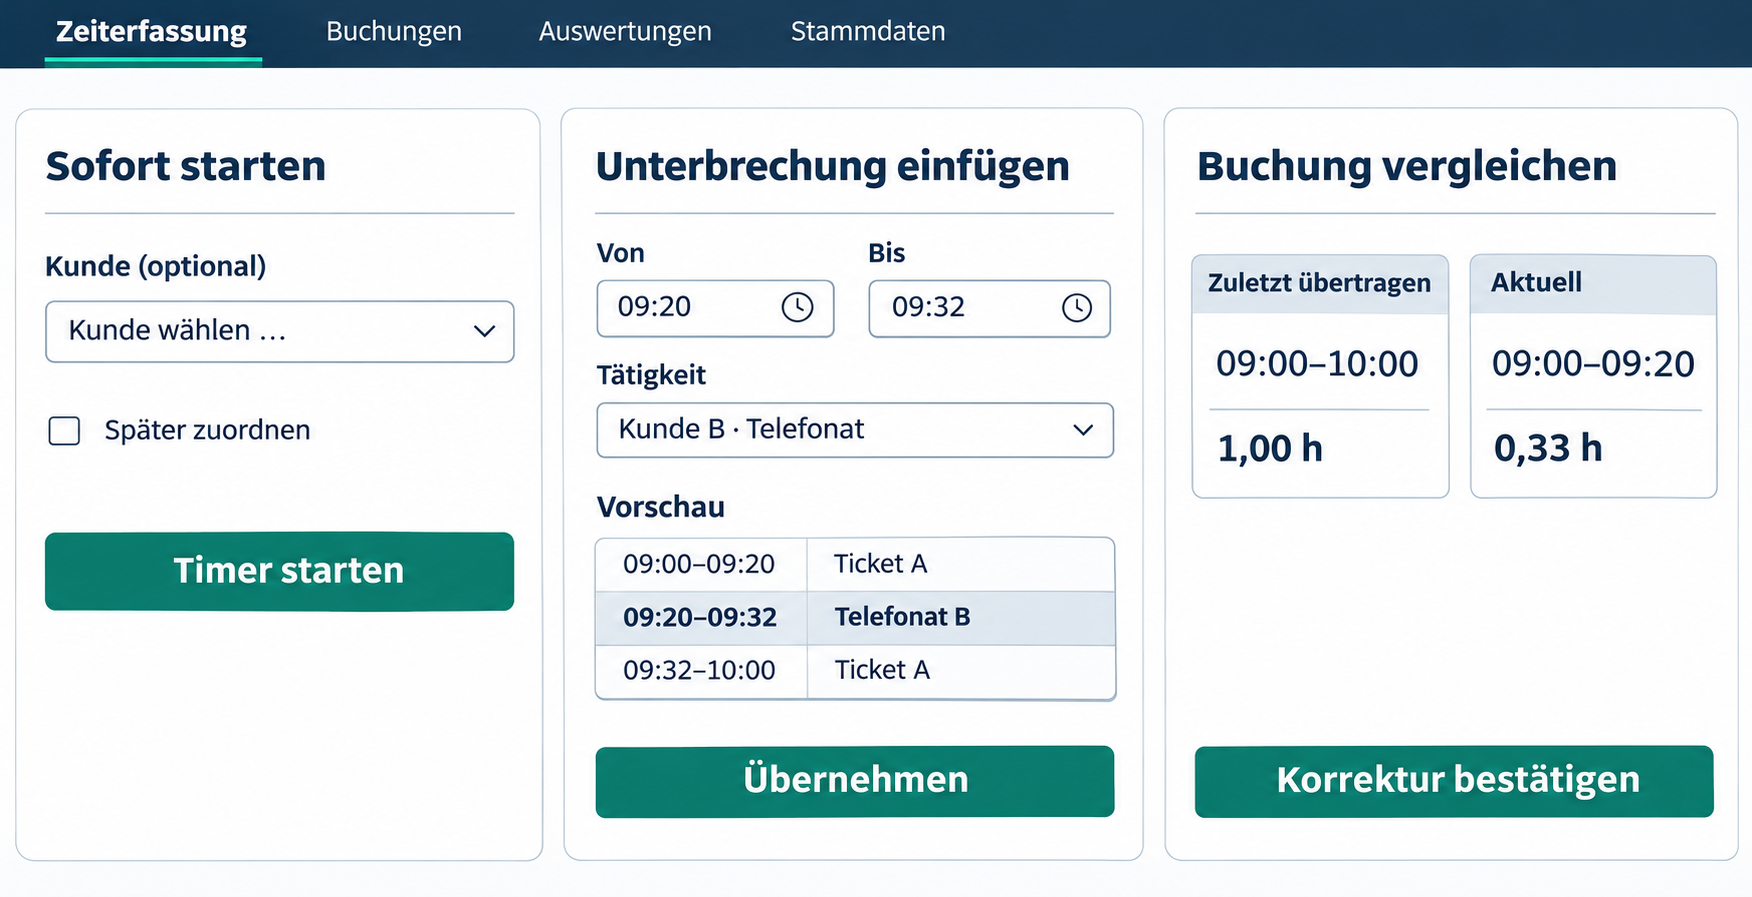 Zeiterfassung Buchungen Auswertungen Stammdaten
Sofort starten
Kunde (optional)
Kunde wählen …
Später zuordnen
Timer starten
Unterbrechung einfügen
Von Bis
09:20 09:32
Tätigkeit
Kunde B · Telefonat
Vorschau
09:00–09:20 Ticket A
09:20–09:32 Telefonat B
09:32–10:00 Ticket A
Übernehmen
Buchung vergleichen
Zuletzt übertragen Aktuell
09:00–10:00 09:00–09:20
1,00 h 0,33 h
Korrektur bestätigen